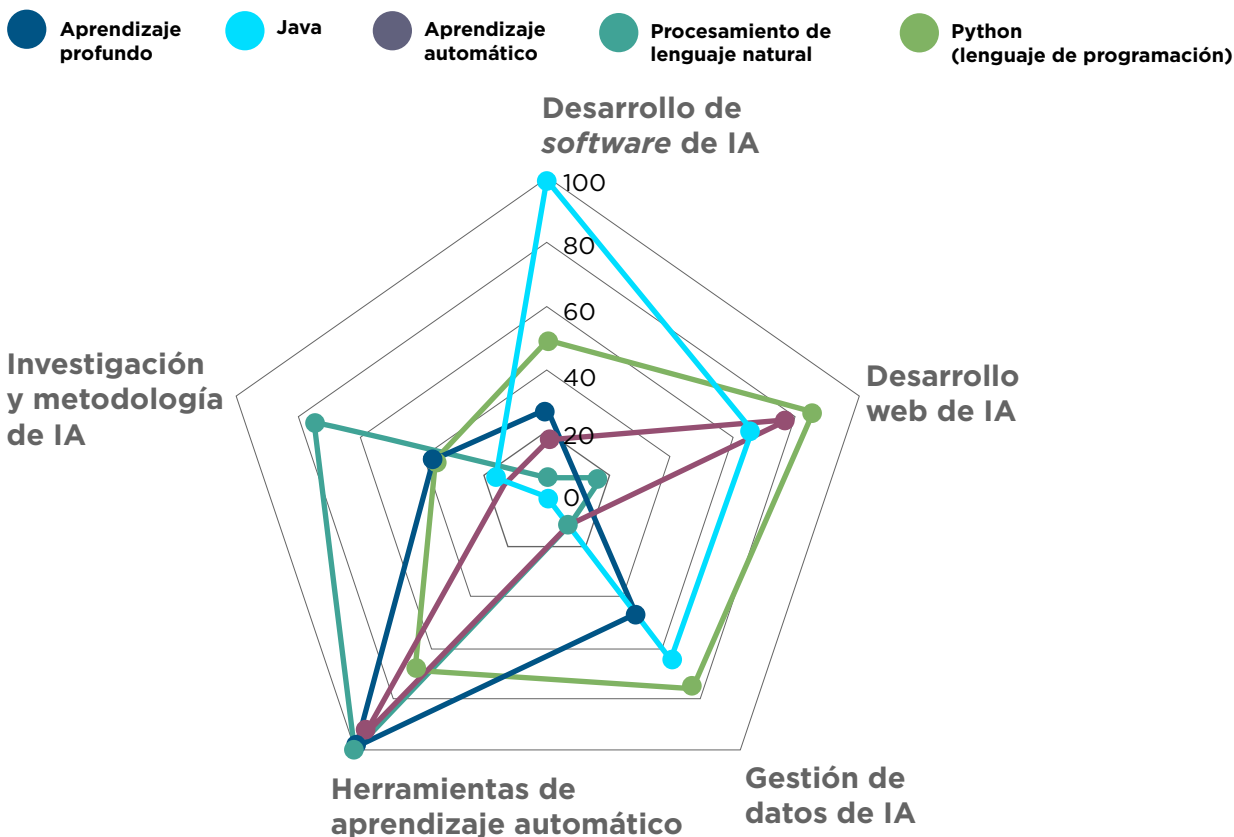 Aprendizaje
profundo
Java
Aprendizaje
automático
Procesamiento de
lenguaje natural
Python
(lenguaje de programación)
Desarrollo de
software de IA
100
80
60
40
20
0
Investigación
y metodología
de IA
Desarrollo
web de IA
Herramientas de
aprendizaje automático
Gestión de
datos de IA